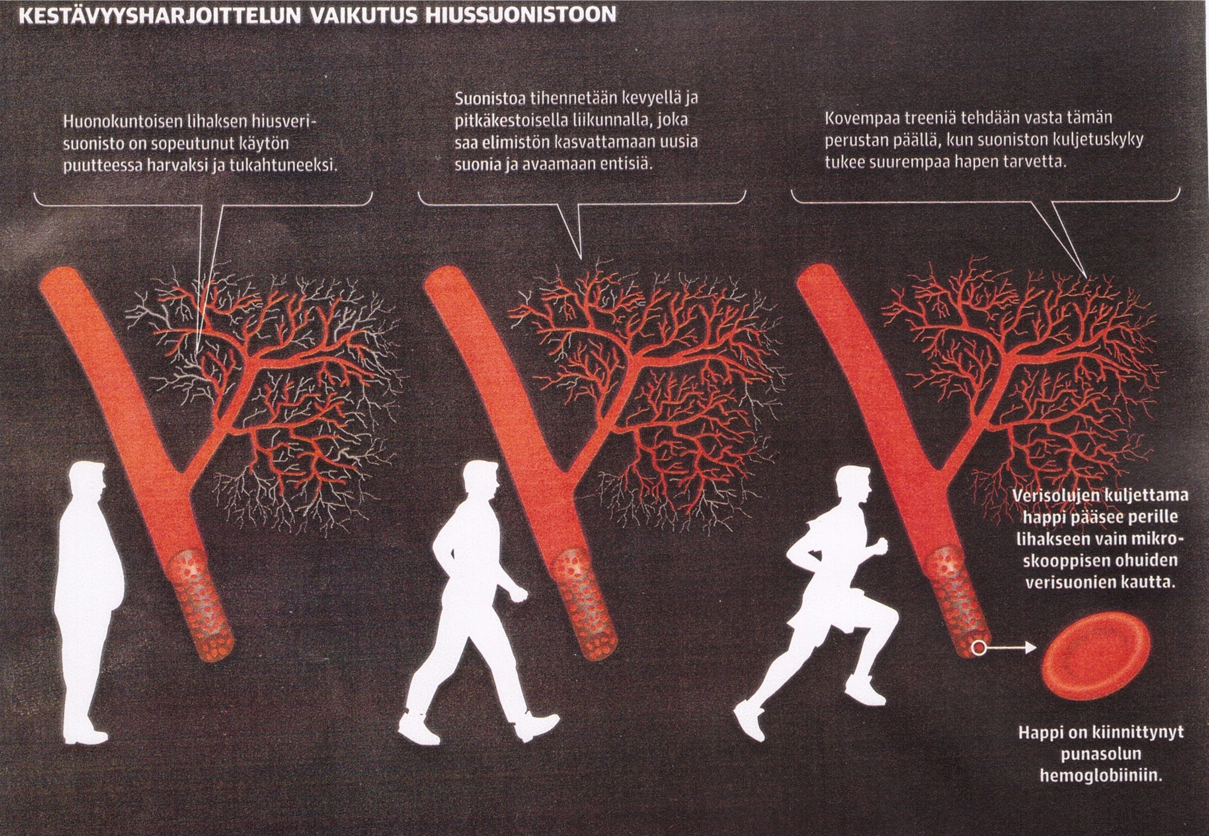 KESTÄVYYSHARJOITTELUN VAIKUTUS HIUSSUONISTOON
Huonokuntoisen lihaksen hiusveri-
suonisto on sopeutunut käytön
puutteessa harvaksi ja tukahtuneeksi.
Suonistoa tihennetään kevyellä ja
pitkäkestoisella liikunnalla, joka
saa elimistön kasvattamaan uusia
suonia ja avaamaan entisiä.
Kovempaa treeniä tehdään vasta tämän
perustan päällä, kun suoniston kuljetuskyky
tukee suurempaa hapen tarvetta.
Verisolujen kuljettama
happi pääsee perille
lihakseen vain mikro-
skooppisen ohuiden
verisuonien kautta.
Happi on kiinnittynyt
punasolun
hemoglobiiniin.